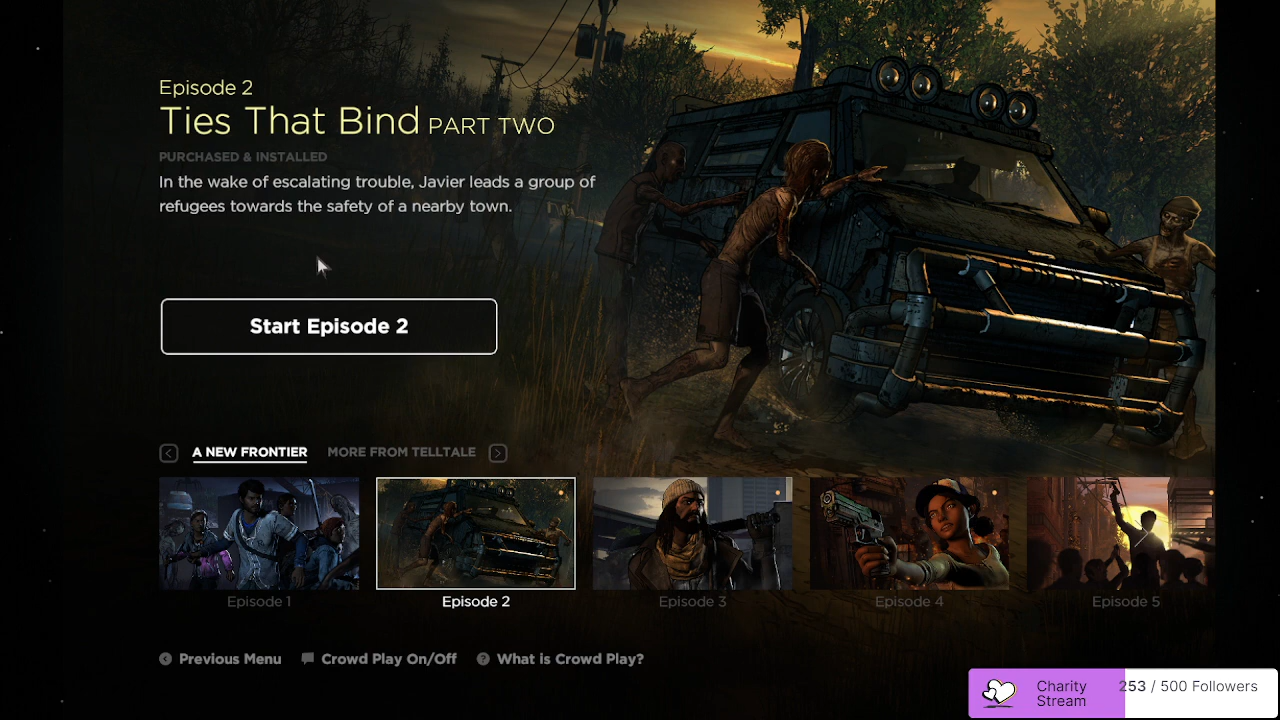 Episode 2
Ties That Bind PART TWO
PURCHASED & INSTALLED
In the wake of escalating trouble, Javier leads a group of
refugees towards the safety of a nearby town.
Start Episode 2
A NEW FRONTIER MORE FROM TELLTALE
Episode 1 Episode 2 Episode 3 Episode 4 Episode 5
Previous Menu Crowd Play On/Off What is Crowd Play?
Charity 253 / 500 Followers
Stream